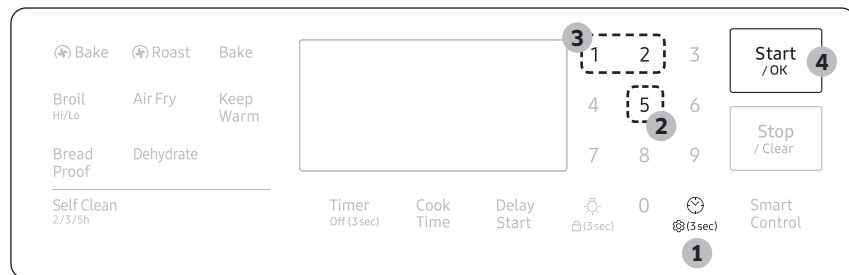 Bake Roast Bake 3 1 2 3 Start
/ OK 4
Broil
Hi/Lo Air Fry Keep
Warm 4 5 6
2
Stop
/ Clear
Bread
Proof Dehydrate 7 8 9
Self Clean
2/3/5h Timer
Off (3 sec) Cook
Time Delay
Start (3 sec) 0 (3 sec) Smart
Control
1